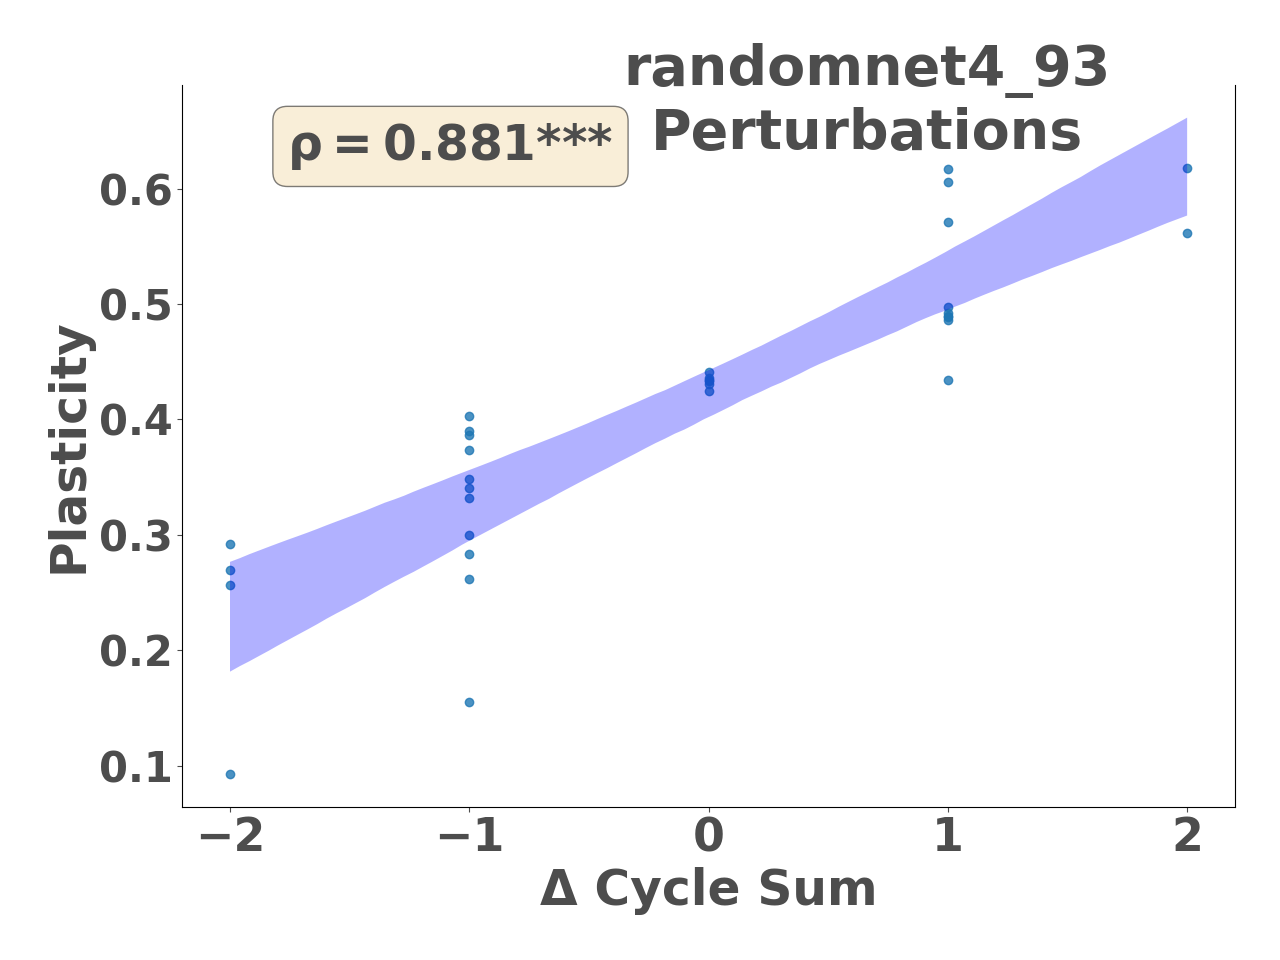 randomnet4_93
Perturbations
ρ = 0.881***
Plasticity
0.6
0.5
0.4
0.3
0.2
0.1
−2 −1 0 1 2
Δ Cycle Sum